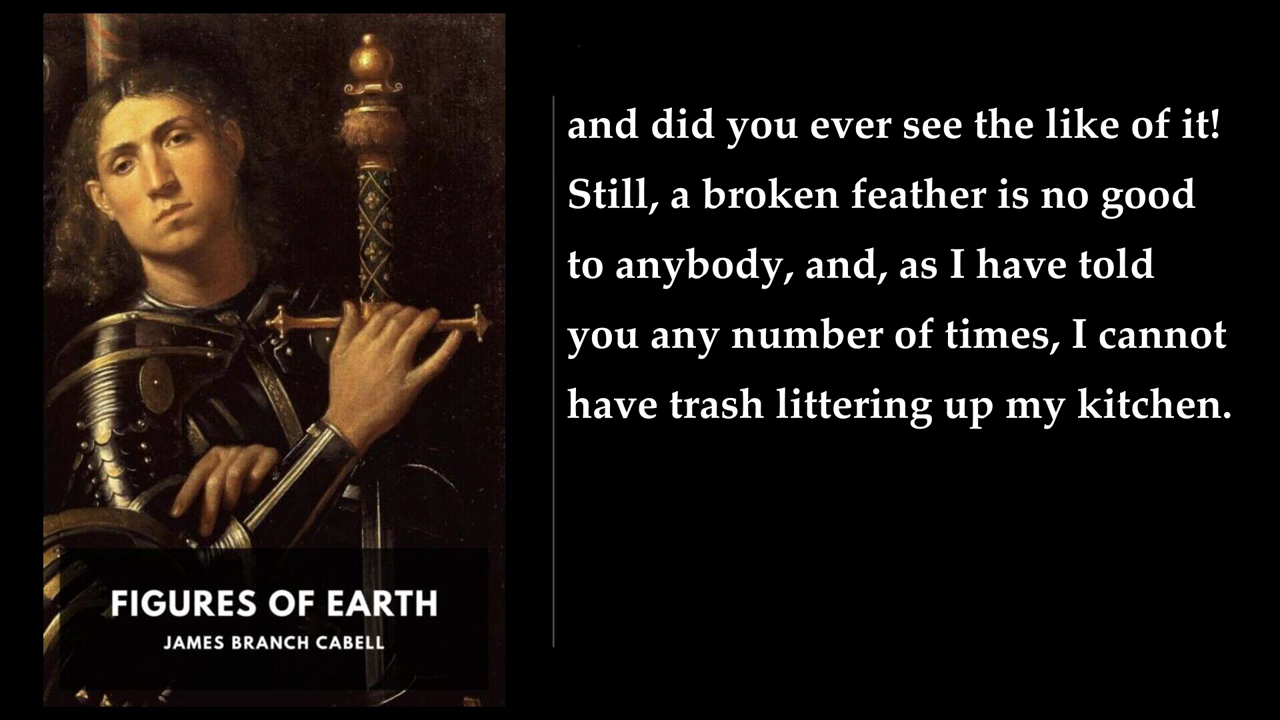 FIGURES OF EARTH
JAMES BRANCH CABELL
and did you ever see the like of it!
Still, a broken feather is no good
to anybody, and, as I have told
you any number of times, I cannot
have trash littering up my kitchen.